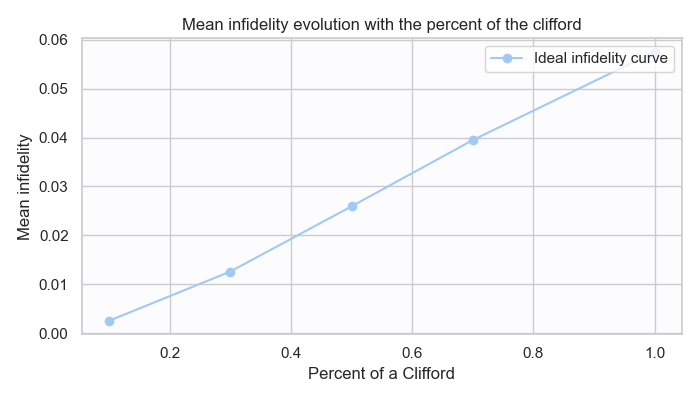 Mean infidelity evolution with the percent of the clifford
Ideal infidelity curve
Mean infidelity
0.06
0.05
0.04
0.03
0.02
0.01
0.00
0.2 0.4 0.6 0.8 1.0
Percent of a Clifford